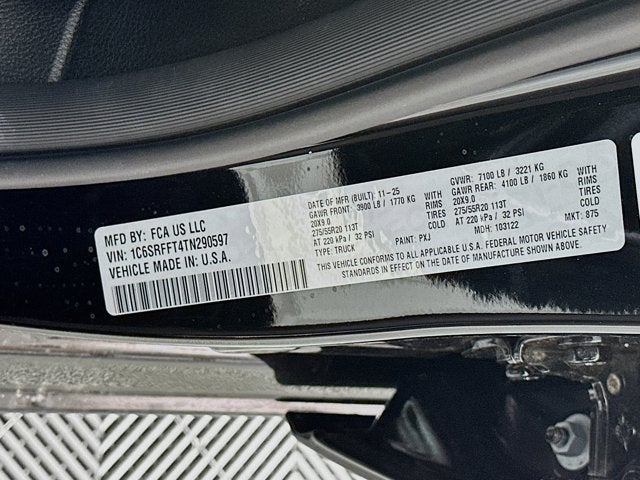 MFD BY: FCA US LLC
VIN: 1C6SRFFT4TN290597
VEHICLE MADE IN: U.S.A.
DATE OF MFR (BUILT): 11-25
GAWR FRONT: 3900 LB / 1770 KG WITH
20X9.0 RIMS
275/55R20 113T TIRES
AT 220 kPa / 32 PSI COLD
TYPE: TRUCK PAINT: PXJ
GVWR: 7100 LB / 3221 KG
GAWR REAR: 4100 LB / 1860 KG WITH
20X9.0 RIMS
275/55R20 113T TIRES
AT 220 kPa / 32 PSI COLD
MDH: 103122 MKT: 875
THIS VEHICLE CONFORMS TO ALL APPLICABLE U.S.A. FEDERAL MOTOR VEHICLE SAFETY STANDARDS
IN EFFECT ON THE DATE OF MANUFACTURE SHOWN ABOVE.